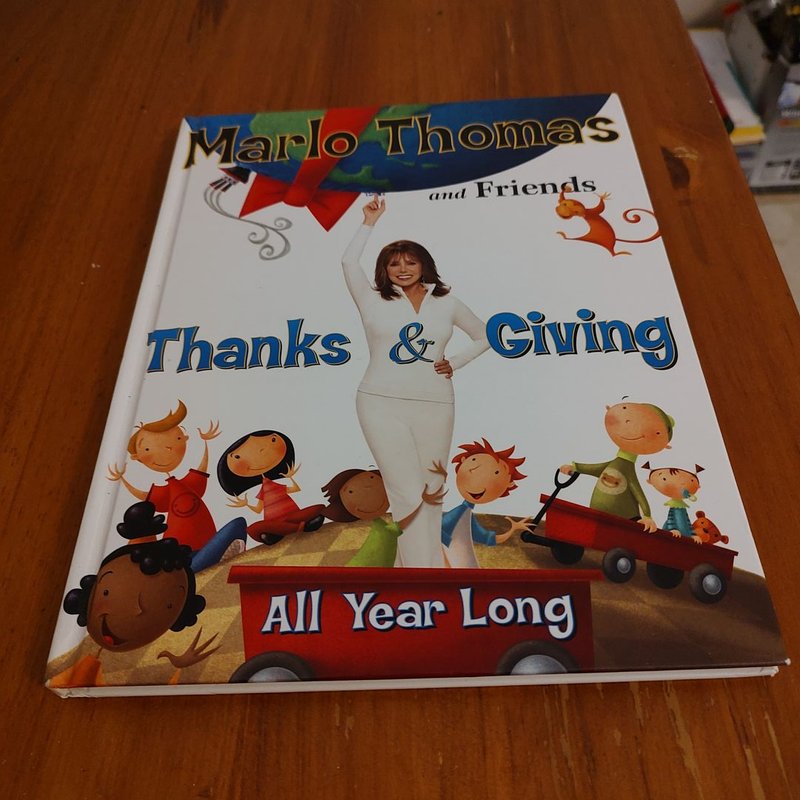 Marlo Thomas
and Friends
Thanks & Giving
All Year Long